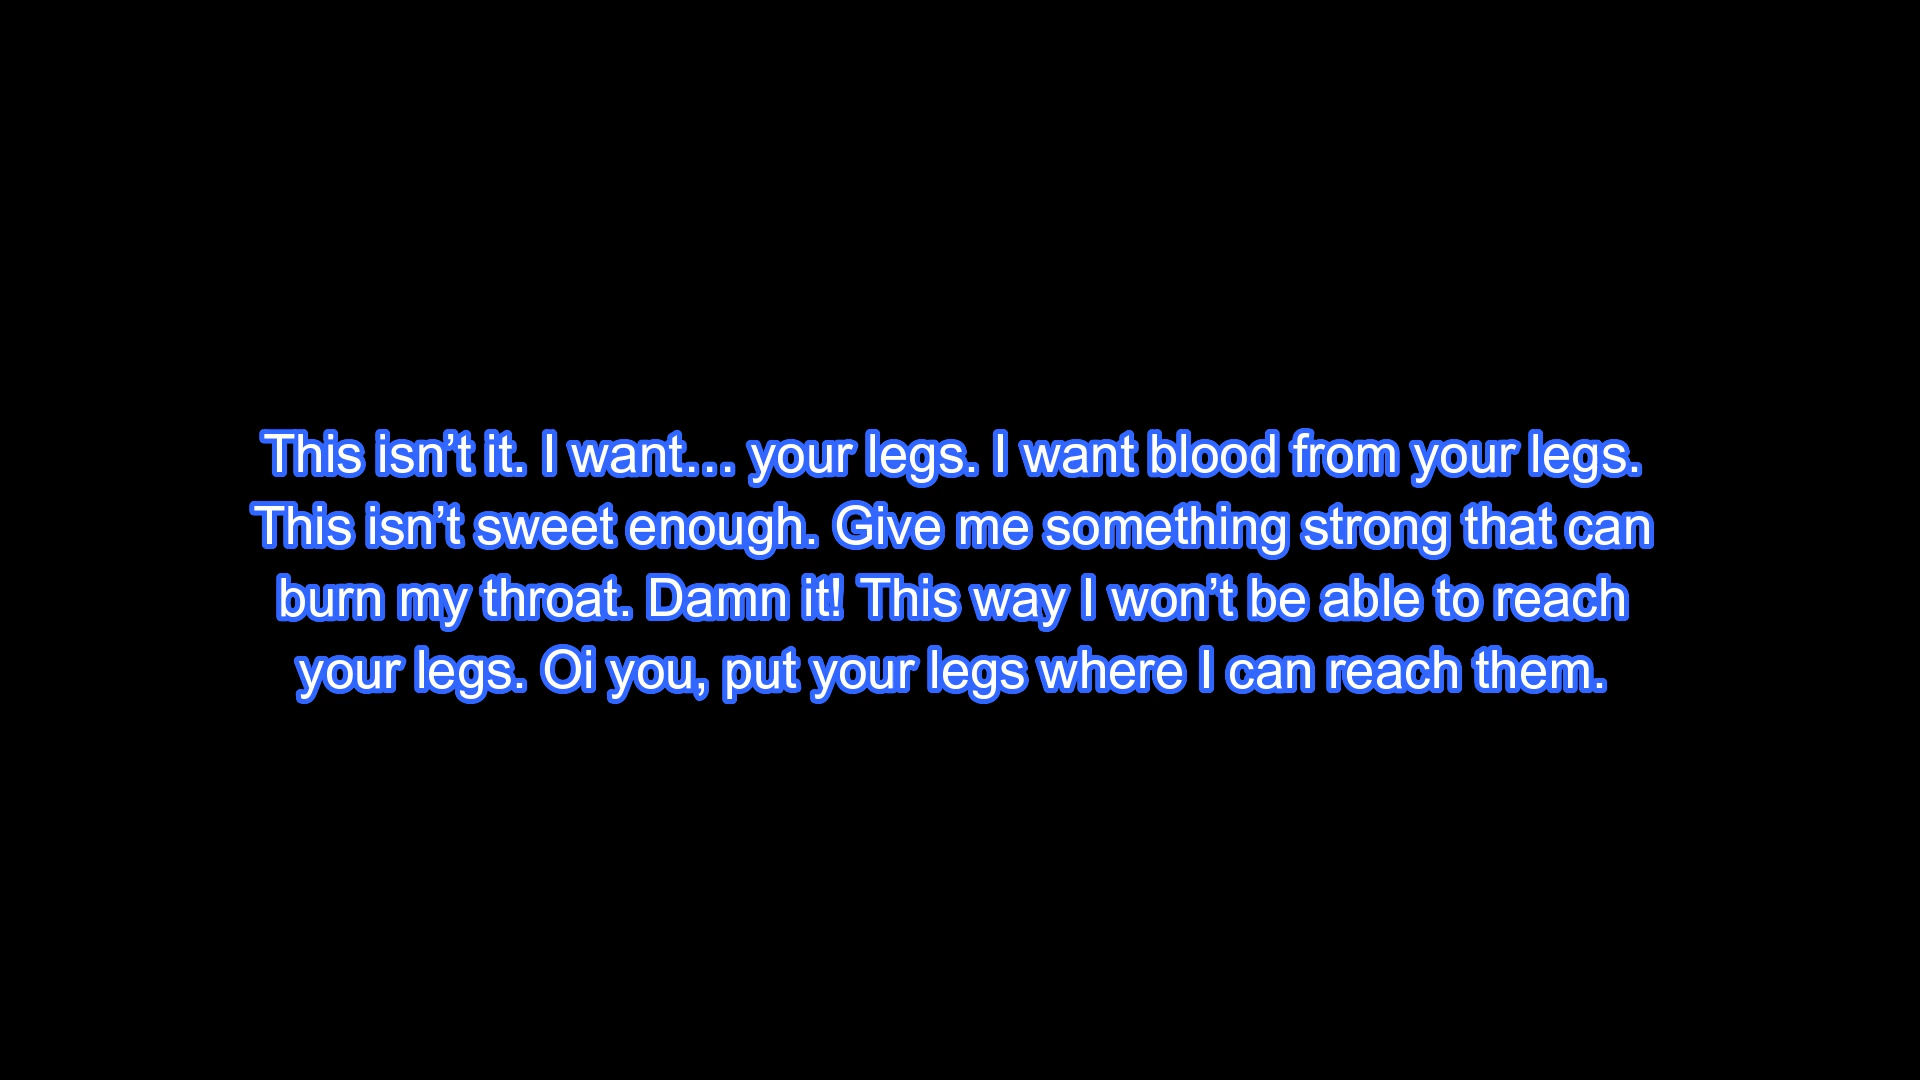 This isn’t it. I want… your legs. I want blood from your legs.
This isn’t sweet enough. Give me something strong that can
burn my throat. Damn it! This way I won’t be able to reach
your legs. Oi you, put your legs where I can reach them.